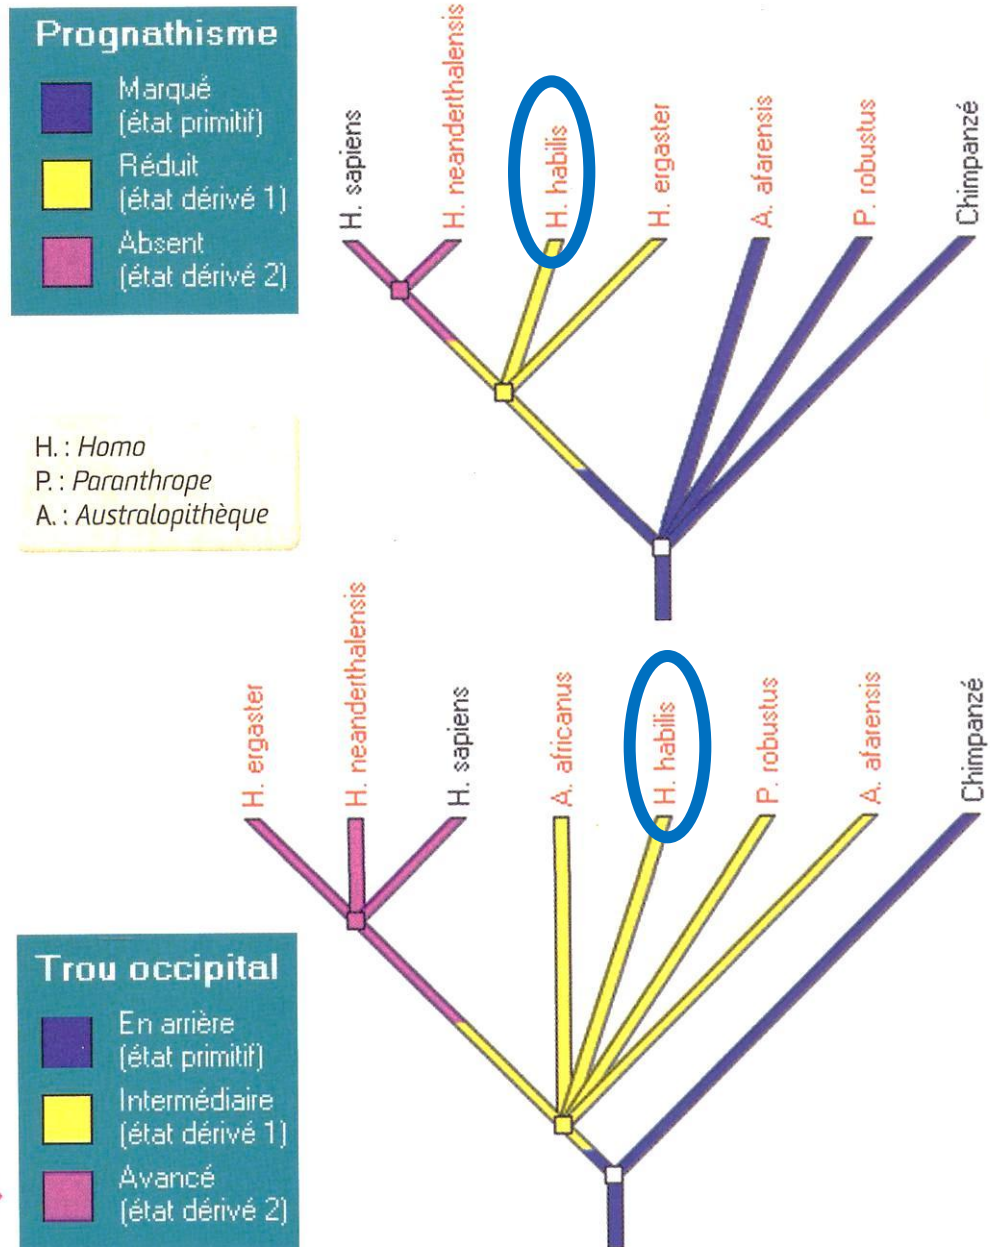 Prognathisme
Marqué
(état primitif)
Réduit
(état dérivé 1)
Absent
(état dérivé 2)
H. sapiens
H. neanderthalensis
H. habilis
H. ergaster
A. afarensis
P. robustus
Chimpanzé
H. : Homo
P. : Paranthrope
A. : Australopithèque
H. ergaster
H. neanderthalensis
H. sapiens
A. africanus
H. habilis
P. robustus
A. afarensis
Chimpanzé
Trou occipital
En arrière
(état primitif)
Intermédiaire
(état dérivé 1)
Avancé
(état dérivé 2)